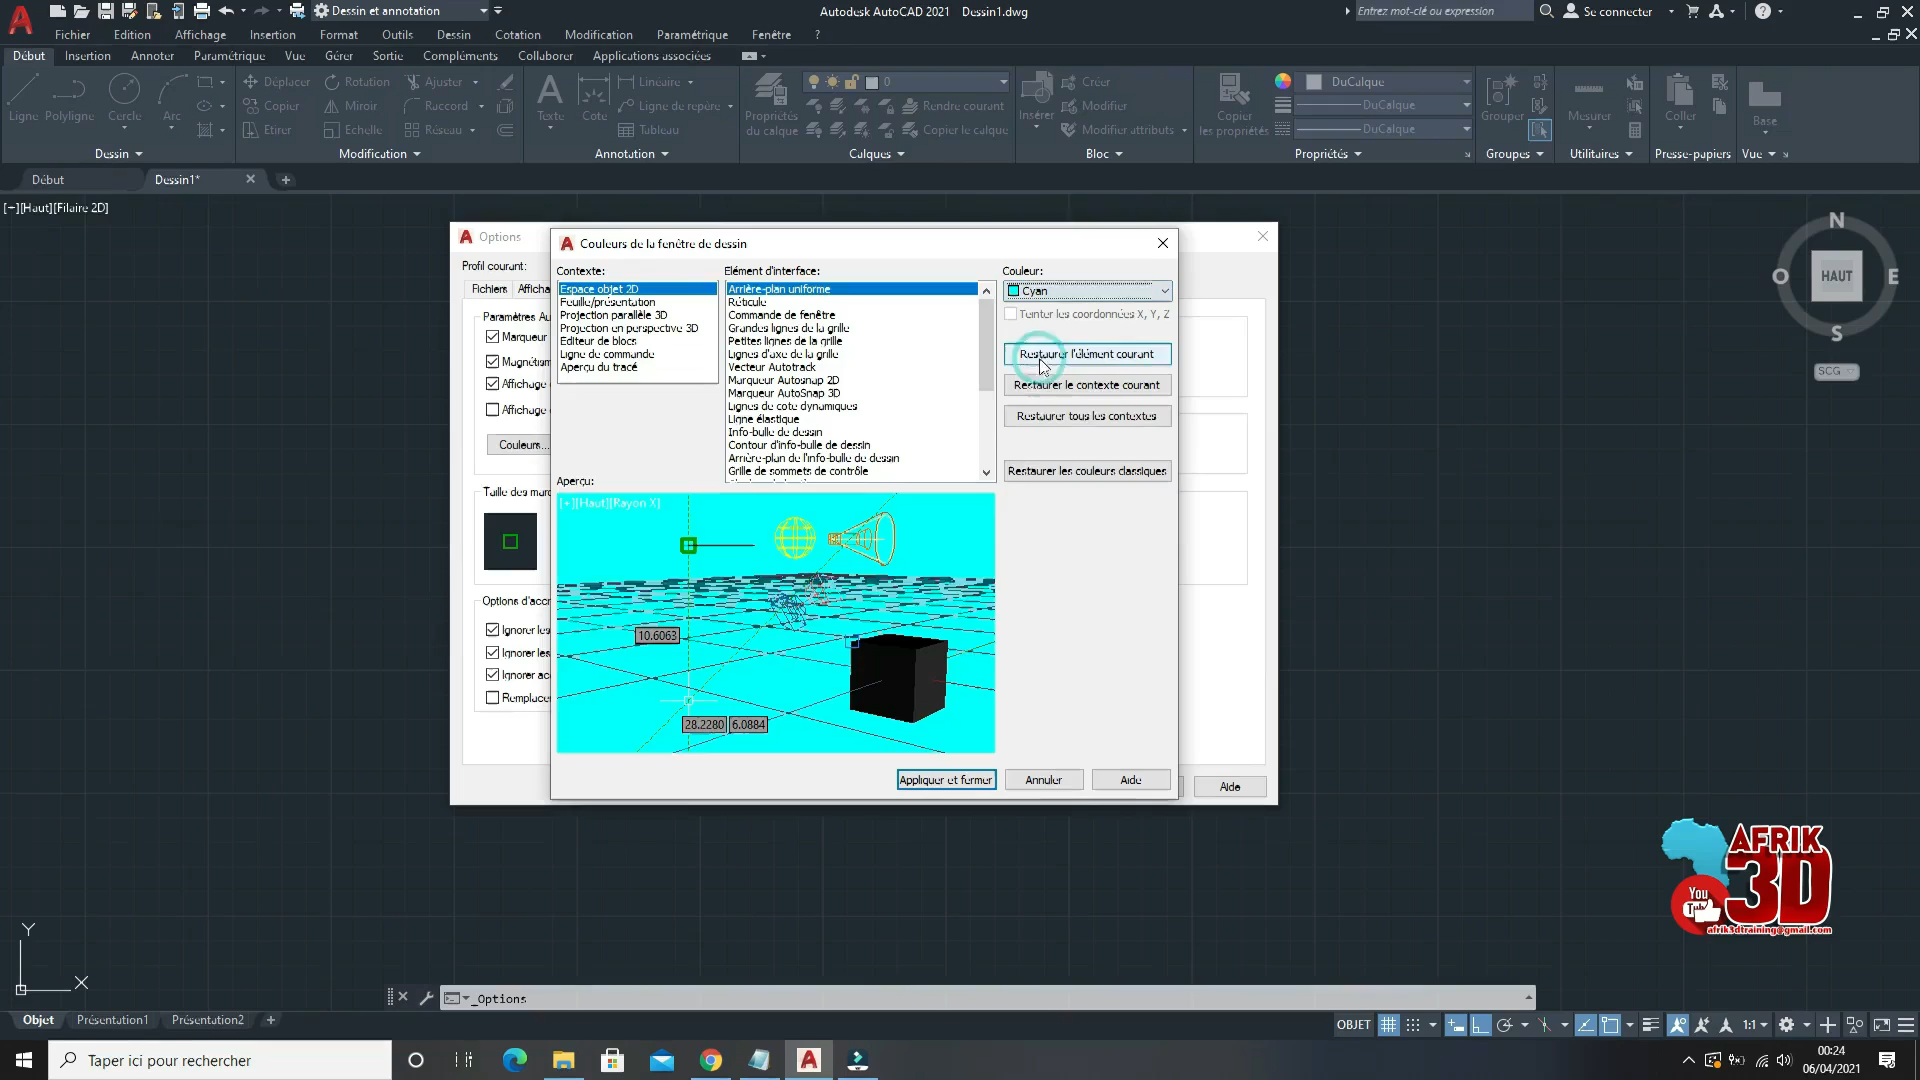 Dessin et annotation
Autodesk AutoCAD 2021 Dessin1.dwg
Entrez mot-clé ou expression
Se connecter
Fichier Edition Affichage Insertion Format Outils Dessin Cotation Modification Paramétrique Fenêtre ?
Début Insertion Annoter Paramétrique Vue Gérer Sortie Compléments Collaborer Applications associées
Ligne Polyligne Cercle Arc
Déplacer Rotation Ajuster
Copier Miroir Raccord
Etirer Echelle Réseau
Texte Cote
Linéaire
Ligne de repère
Tableau
Propriétés
du calque
0
Rendre courant
Copier le calque
Insérer
Créer
Modifier
Modifier attributs
Copier
les propriétés
DuCalque
DuCalque
DuCalque
Grouper
Mesurer
Coller
Base
Dessin Modification Annotation Calques Bloc Propriétés Groupes Utilitaires Presse-papiers Vue
Début Dessin1*
[−][Haut][Filaire 2D]
N
O HAUT E
S
SCG
Options
Profil courant:
Fichiers Afficha
Paramètres Au
Marqueur
Magnétism
Affichage
Affichage
Couleurs...
Taille des mar
Options d'acc
Ignorer les
Ignorer les
Ignorer ac
Remplace
Aide
Couleurs de la fenêtre de dessin
Contexte:
Espace objet 2D
Feuille/présentation
Projection parallèle 3D
Projection en perspective 3D
Editeur de blocs
Ligne de commande
Aperçu du tracé
Elément d'interface:
Arrière-plan uniforme
Réticule
Commande de fenêtre
Grandes lignes de la grille
Petites lignes de la grille
Lignes d'axe de la grille
Vecteur Autotrack
Marqueur Autosnap 2D
Marqueur AutoSnap 3D
Lignes de cote dynamiques
Ligne élastique
Info-bulle de dessin
Contour d'info-bulle de dessin
Arrière-plan de l'info-bulle de dessin
Grille de sommets de contrôle
Couleur:
Cyan
Teinter les coordonnées X, Y, Z
Restaurer l'élément courant
Restaurer le contexte courant
Restaurer tous les contextes
Restaurer les couleurs classiques
Aperçu:
[+][Haut][Rayon X]
10.6063
28.2280 6.0884
Appliquer et fermer Annuler Aide
AFRIK
3D
You
Tube
afrik3dtraining@gmail.com
Y
X
_Options
Objet Présentation1 Présentation2
OBJET
1:1
Taper ici pour rechercher
00:24
06/04/2021